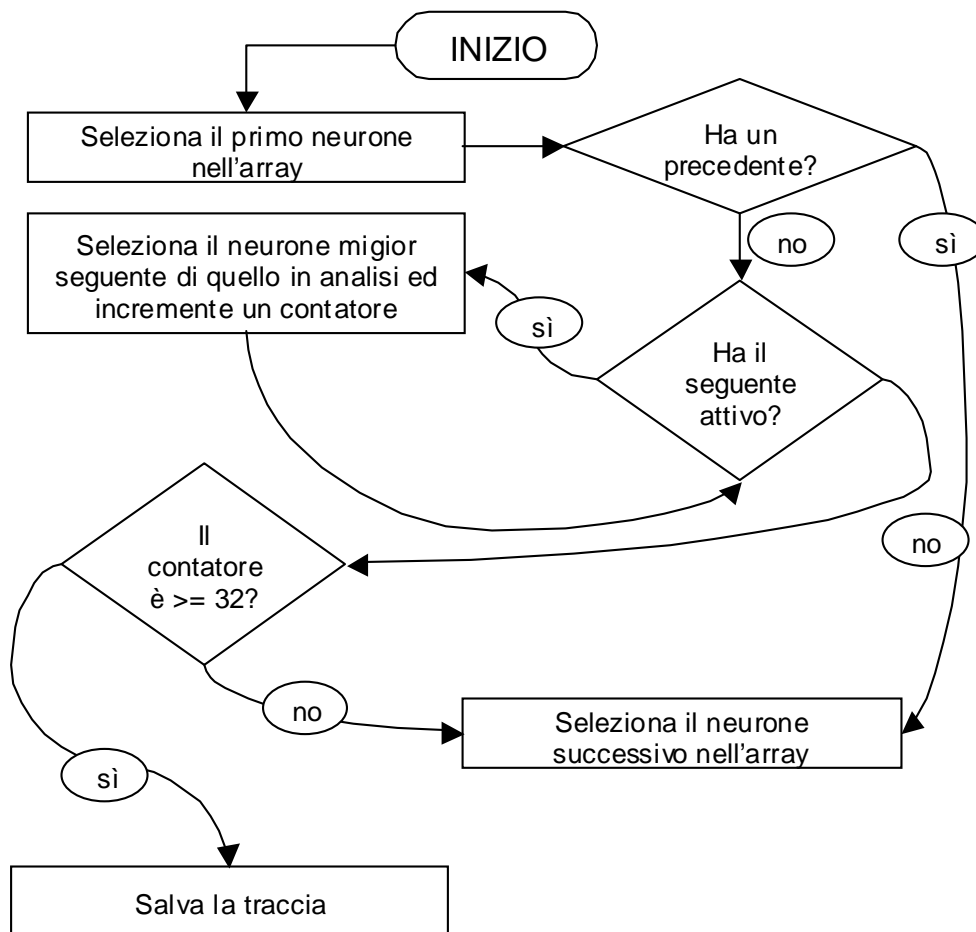 INIZIO
Seleziona il primo neurone
nell'array
Ha un
precedente?
no
sì
Seleziona il neurone migior
seguente di quello in analisi ed
incremente un contatore
sì
Ha il
seguente
attivo?
no
Il
contatore
è >= 32?
no
sì
Seleziona il neurone
successivo nell'array
Salva la traccia